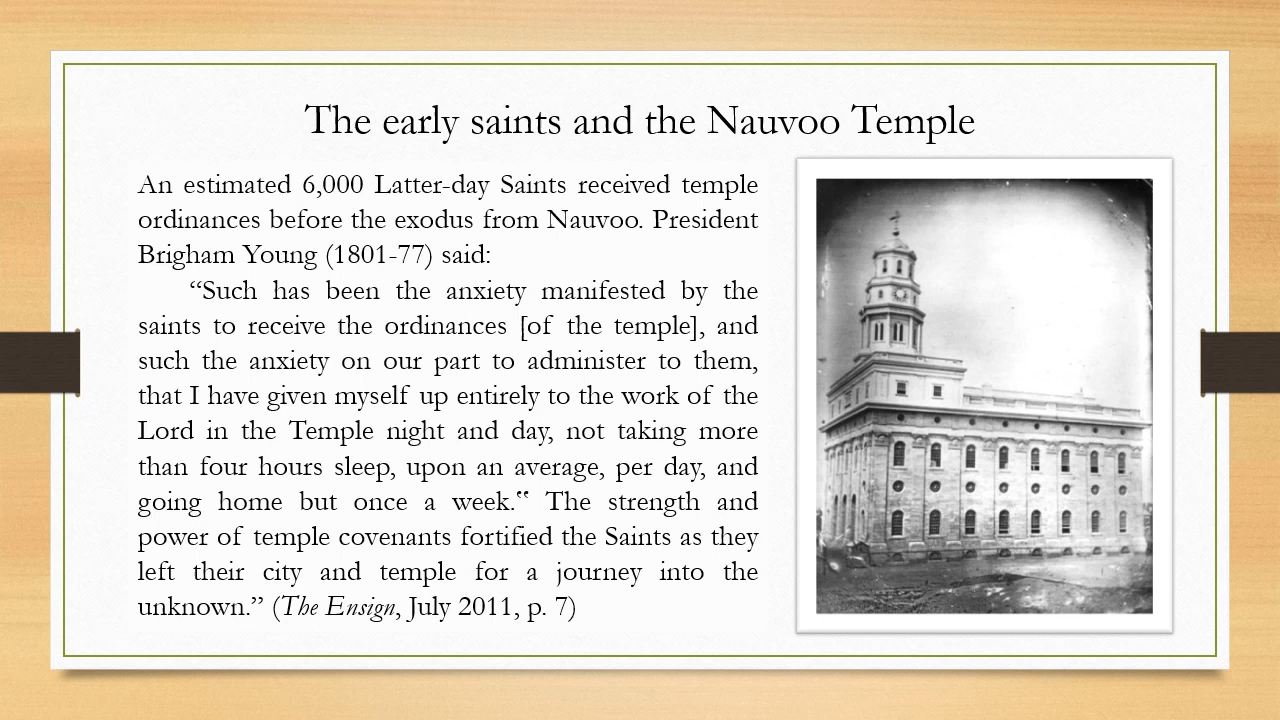 The early saints and the Nauvoo Temple
An estimated 6,000 Latter-day Saints received temple
ordinances before the exodus from Nauvoo. President
Brigham Young (1801-77) said:
“Such has been the anxiety manifested by the
saints to receive the ordinances [of the temple], and
such the anxiety on our part to administer to them,
that I have given myself up entirely to the work of the
Lord in the Temple night and day, not taking more
than four hours sleep, upon an average, per day, and
going home but once a week.‟ The strength and
power of temple covenants fortified the Saints as they
left their city and temple for a journey into the
unknown.” (The Ensign, July 2011, p. 7)